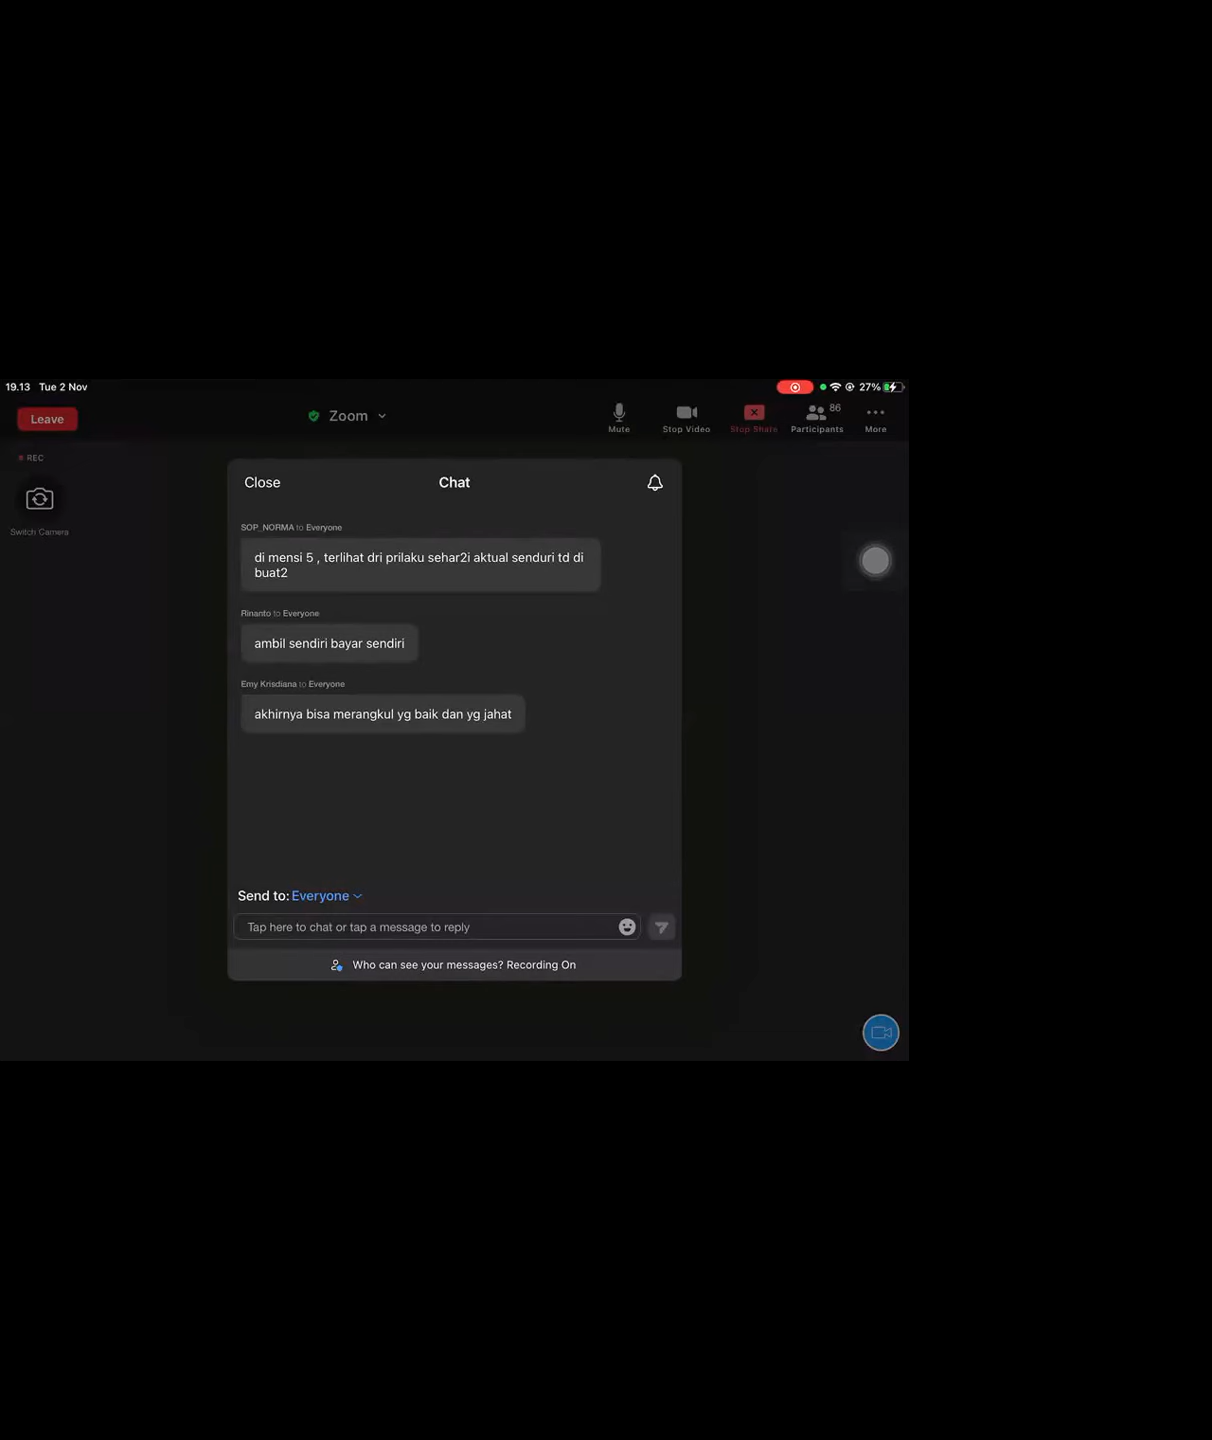 19.13 Tue 2 Nov
27%
Leave
Zoom
Mute
Stop Video
Stop Share
86
Participants
More
REC
Switch Camera
Close
Chat
SOP_NORMA to Everyone
di mensi 5 , terlihat dri prilaku sehar2i aktual senduri td di
buat2
Rinanto to Everyone
ambil sendiri bayar sendiri
Emy Krisdiana to Everyone
akhirnya bisa merangkul yg baik dan yg jahat
Send to: Everyone
Tap here to chat or tap a message to reply
Who can see your messages? Recording On